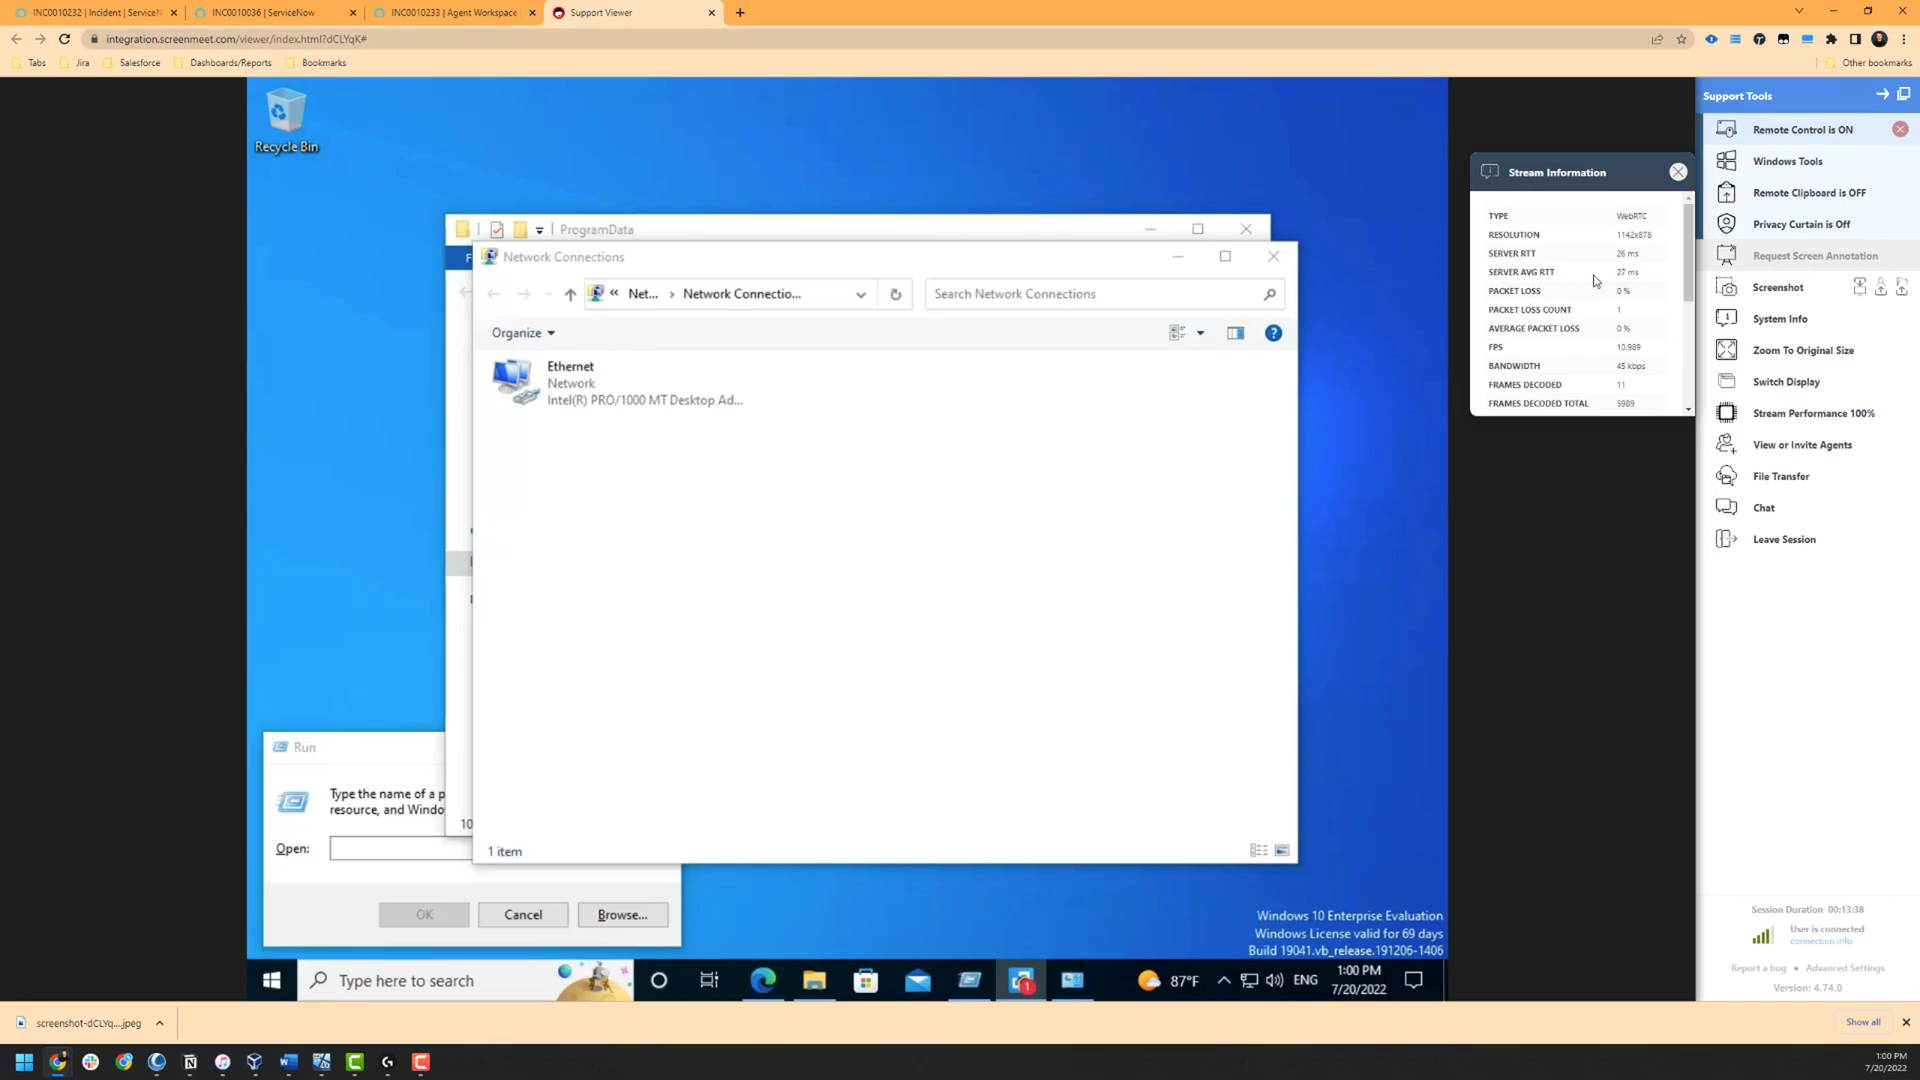 INC0010232 | Incident | ServiceN
INC0010036 | ServiceNow
INC0010233 | Agent Workspace
Support Viewer
integration.screenmeet.com/viewer/index.html?dCLYqK#
Tabs
Jira
Salesforce
Dashboards/Reports
Bookmarks
Other bookmarks
Recycle Bin
ProgramData
Network Connections
Net...
Network Connectio...
Search Network Connections
Organize
Ethernet
Network
Intel(R) PRO/1000 MT Desktop Ad...
1 item
10
Run
Type the name of a p
resource, and Windo
Open:
OK
Cancel
Browse...
Windows 10 Enterprise Evaluation
Windows License valid for 69 days
Build 19041.vb_release.191206-1406
Type here to search
1
87°F
ENG
1:00 PM
7/20/2022
Stream Information
TYPE WebRTC
RESOLUTION 1142x878
SERVER RTT 26 ms
SERVER AVG RTT 27 ms
PACKET LOSS 0 %
PACKET LOSS COUNT 1
AVERAGE PACKET LOSS 0 %
FPS 10.989
BANDWIDTH 45 kbps
FRAMES DECODED 11
FRAMES DECODED TOTAL 5989
Support Tools
Remote Control is ON
Windows Tools
Remote Clipboard is OFF
Privacy Curtain is Off
Request Screen Annotation
Screenshot
System Info
Zoom To Original Size
Switch Display
Stream Performance 100%
View or Invite Agents
File Transfer
Chat
Leave Session
Session Duration 00:13:38
User is connected
connection info
Report a bug • Advanced Settings
Version: 4.74.0
screenshot-dCLYq....jpeg
Show all
1:00 PM
7/20/2022